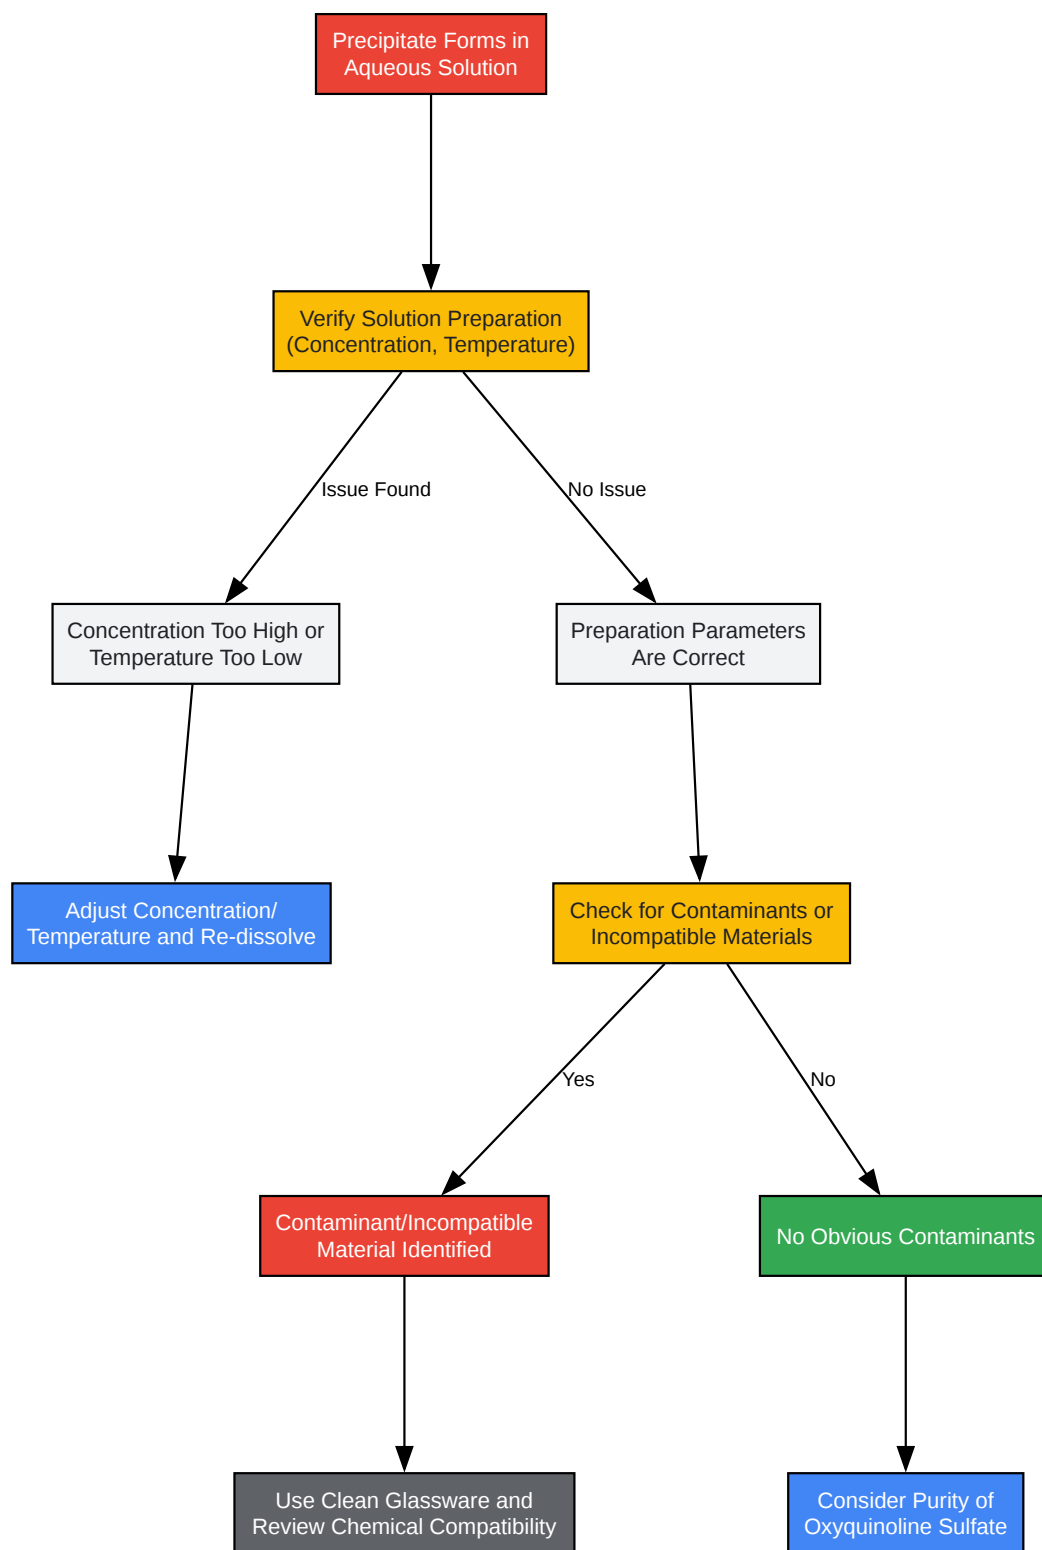 Precipitate Forms in
Aqueous Solution
Verify Solution Preparation
(Concentration, Temperature)
Issue Found
No Issue
Concentration Too High or
Temperature Too Low
Preparation Parameters
Are Correct
Adjust Concentration/
Temperature and Re-dissolve
Check for Contaminants or
Incompatible Materials
Yes
No
Contaminant/Incompatible
Material Identified
No Obvious Contaminants
Use Clean Glassware and
Review Chemical Compatibility
Consider Purity of
Oxyquinoline Sulfate